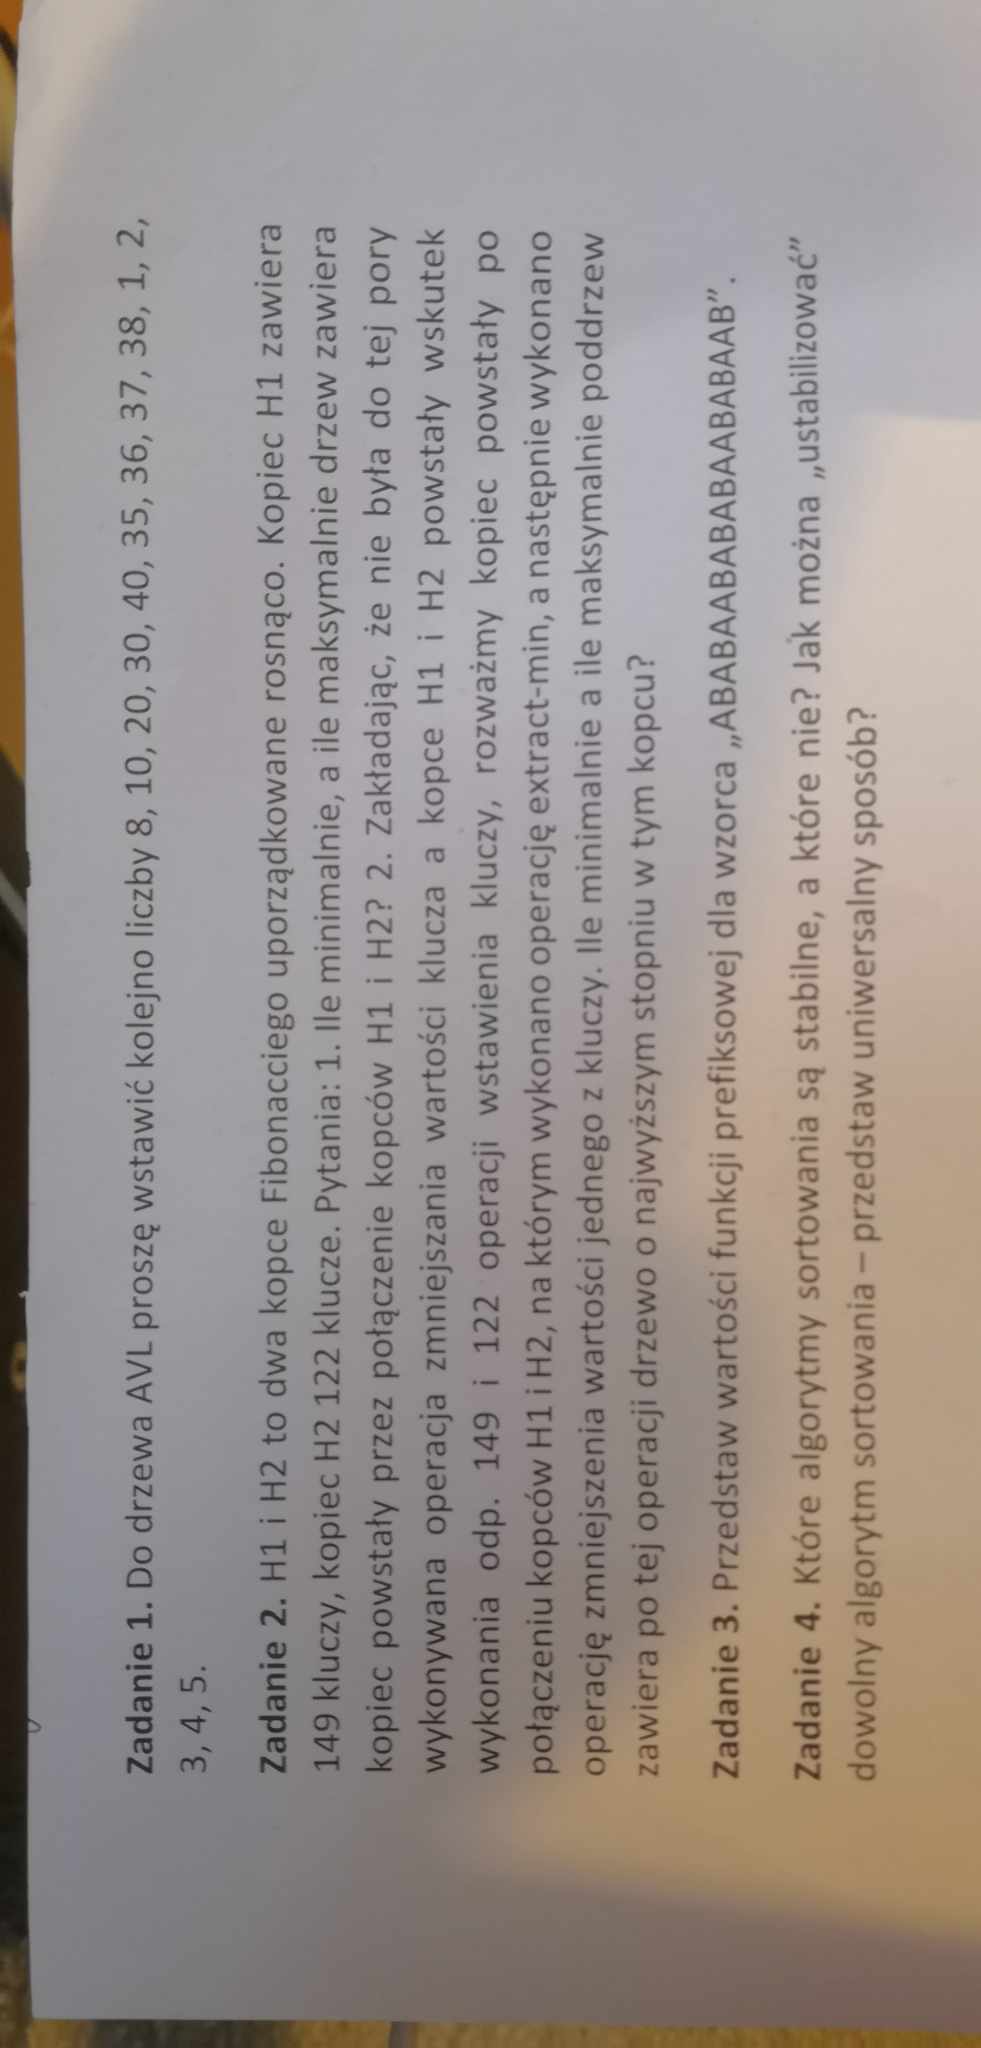 Zadanie 1. Do drzewa AVL proszę wstawić kolejno liczby 8, 10, 20, 30, 40, 35, 36, 37, 38, 1, 2,
3, 4, 5.
Zadanie 2. H1 i H2 to dwa kopce Fibonacciego uporządkowane rosnąco. Kopiec H1 zawiera
149 kluczy, kopiec H2 122 klucze. Pytania: 1. Ile minimalnie, a ile maksymalnie drzew zawiera
kopiec powstały przez połączenie kopców H1 i H2? 2. Zakładając, że nie była do tej pory
wykonywana operacja zmniejszania wartości klucza a kopce H1 i H2 powstały wskutek
wykonania odp. 149 i 122 operacji wstawienia kluczy, rozważmy kopiec powstały po
połączeniu kopców H1 i H2, na którym wykonano operację extract-min, a następnie wykonano
operację zmniejszenia wartości jednego z kluczy. Ile minimalnie a ile maksymalnie poddrzew
zawiera po tej operacji drzewo o najwyższym stopniu w tym kopcu?
Zadanie 3. Przedstaw wartości funkcji prefiksowej dla wzorca „ABABAABABABAABABAAB”.
Zadanie 4. Które algorytmy sortowania są stabilne, a które nie? Jak można „ustabilizować”
dowolny algorytm sortowania – przedstaw uniwersalny sposób?